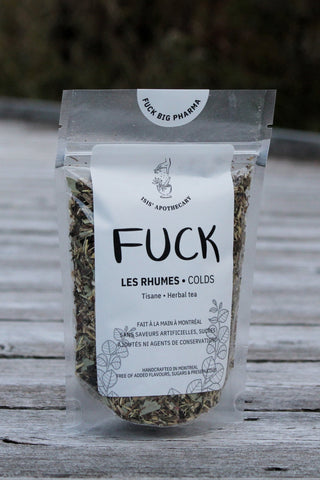 FUCK BIG PHARMA
ISIS' APOTHECARY
FUCK
LES RHUMES • COLDS
Tisane • Herbal tea
FAIT À LA MAIN À MONTRÉAL
SANS SAVEURS ARTIFICIELLES, SUCRES
AJOUTÉS NI AGENTS DE CONSERVATION
HANDCRAFTED IN MONTREAL
FREE OF ADDED FLAVOURS, SUGARS & PRESERVATIVES